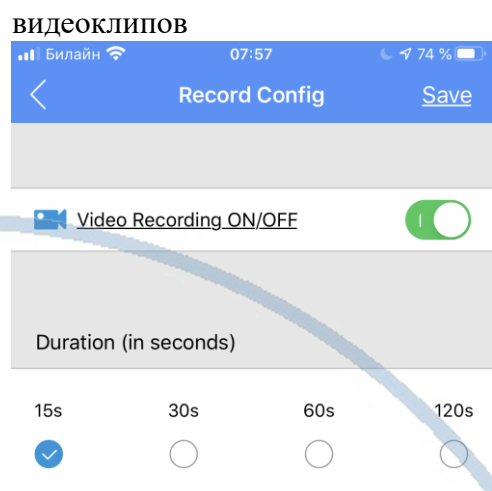 видеоклипов
Билайн 07:57 74 %
Record Config Save
Video Recording ON/OFF
Duration (in seconds)
15s 30s 60s 120s